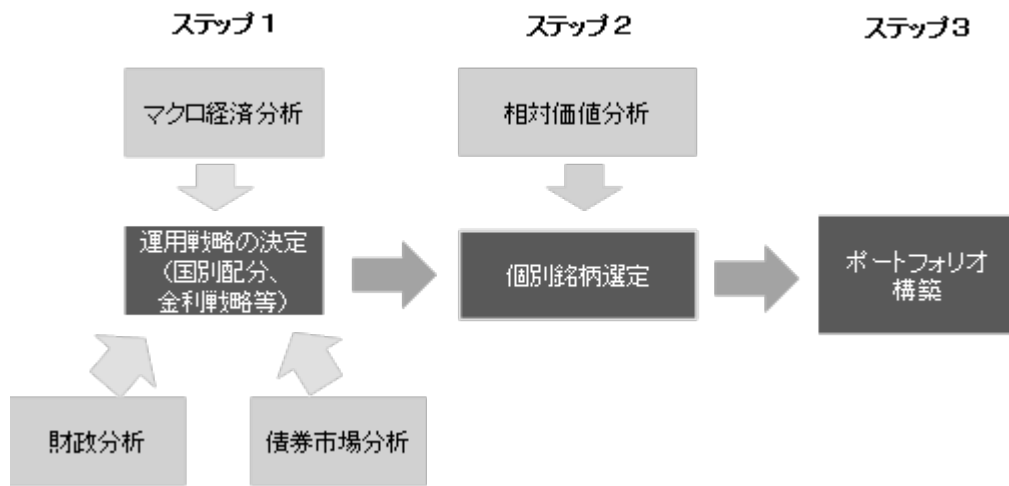 ステップ1
ステップ2
ステップ3
マクロ経済分析
相対価値分析
運用戦略の決定
（国別配分、
金利戦略等）
個別銘柄選定
ポートフォリオ
構築
財政分析
債券市場分析